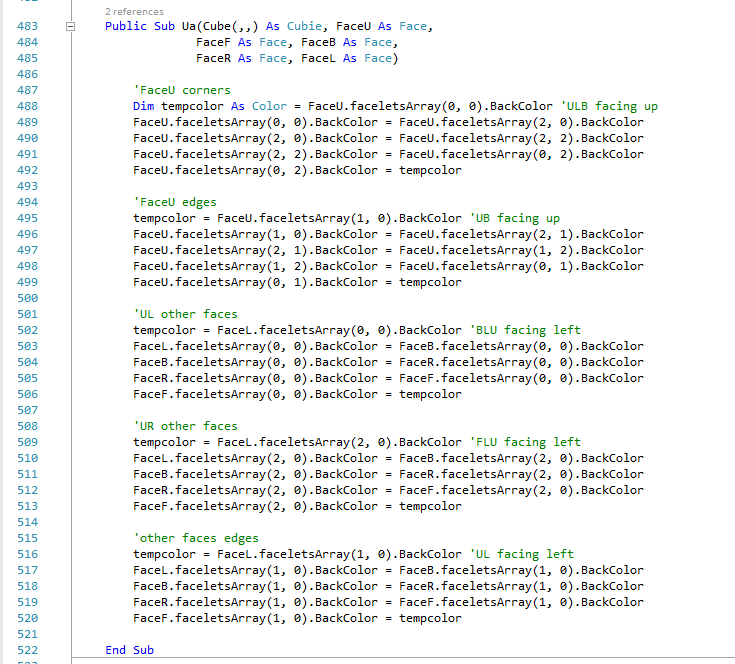 2 references
483 Public Sub Ua(Cube(,,) As Cubie, FaceU As Face,
484 FaceF As Face, FaceB As Face,
485 FaceR As Face, FaceL As Face)
486
487 'FaceU corners
488 Dim tempcolor As Color = FaceU.faceletsArray(0, 0).BackColor 'ULB facing up
489 FaceU.faceletsArray(0, 0).BackColor = FaceU.faceletsArray(2, 0).BackColor
490 FaceU.faceletsArray(2, 0).BackColor = FaceU.faceletsArray(2, 2).BackColor
491 FaceU.faceletsArray(2, 2).BackColor = FaceU.faceletsArray(0, 2).BackColor
492 FaceU.faceletsArray(0, 2).BackColor = tempcolor
493
494 'FaceU edges
495 tempcolor = FaceU.faceletsArray(1, 0).BackColor 'UB facing up
496 FaceU.faceletsArray(1, 0).BackColor = FaceU.faceletsArray(2, 1).BackColor
497 FaceU.faceletsArray(2, 1).BackColor = FaceU.faceletsArray(1, 2).BackColor
498 FaceU.faceletsArray(1, 2).BackColor = FaceU.faceletsArray(0, 1).BackColor
499 FaceU.faceletsArray(0, 1).BackColor = tempcolor
500
501 'UL other faces
502 tempcolor = FaceL.faceletsArray(0, 0).BackColor 'BLU facing left
503 FaceL.faceletsArray(0, 0).BackColor = FaceB.faceletsArray(0, 0).BackColor
504 FaceB.faceletsArray(0, 0).BackColor = FaceR.faceletsArray(0, 0).BackColor
505 FaceR.faceletsArray(0, 0).BackColor = FaceF.faceletsArray(0, 0).BackColor
506 FaceF.faceletsArray(0, 0).BackColor = tempcolor
507
508 'UR other faces
509 tempcolor = FaceL.faceletsArray(2, 0).BackColor 'FLU facing left
510 FaceL.faceletsArray(2, 0).BackColor = FaceB.faceletsArray(2, 0).BackColor
511 FaceB.faceletsArray(2, 0).BackColor = FaceR.faceletsArray(2, 0).BackColor
512 FaceR.faceletsArray(2, 0).BackColor = FaceF.faceletsArray(2, 0).BackColor
513 FaceF.faceletsArray(2, 0).BackColor = tempcolor
514
515 'other faces edges
516 tempcolor = FaceL.faceletsArray(1, 0).BackColor 'UL facing left
517 FaceL.faceletsArray(1, 0).BackColor = FaceB.faceletsArray(1, 0).BackColor
518 FaceB.faceletsArray(1, 0).BackColor = FaceR.faceletsArray(1, 0).BackColor
519 FaceR.faceletsArray(1, 0).BackColor = FaceF.faceletsArray(1, 0).BackColor
520 FaceF.faceletsArray(1, 0).BackColor = tempcolor
521
522 End Sub